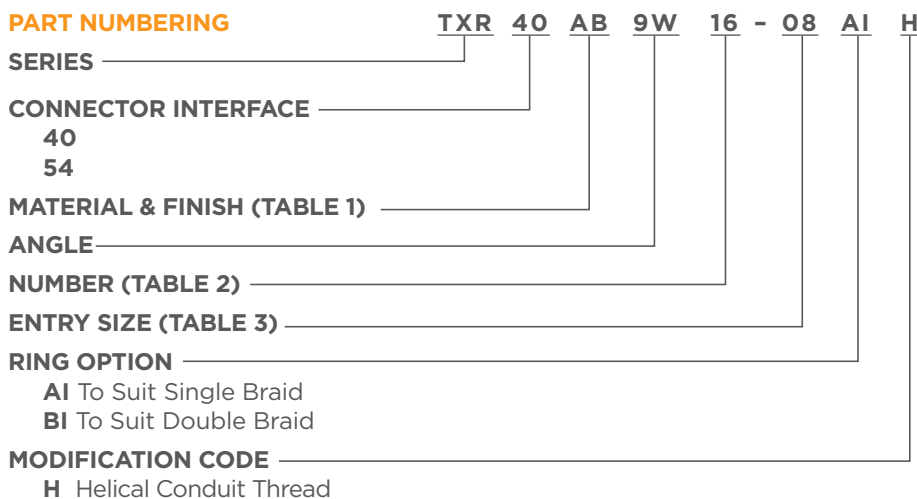 PART NUMBERING TXR 40 AB 9W 16 - 08 AI H
SERIES
CONNECTOR INTERFACE
40
54
MATERIAL & FINISH (TABLE 1)
ANGLE
NUMBER (TABLE 2)
ENTRY SIZE (TABLE 3)
RING OPTION
AI To Suit Single Braid
BI To Suit Double Braid
MODIFICATION CODE
H Helical Conduit Thread